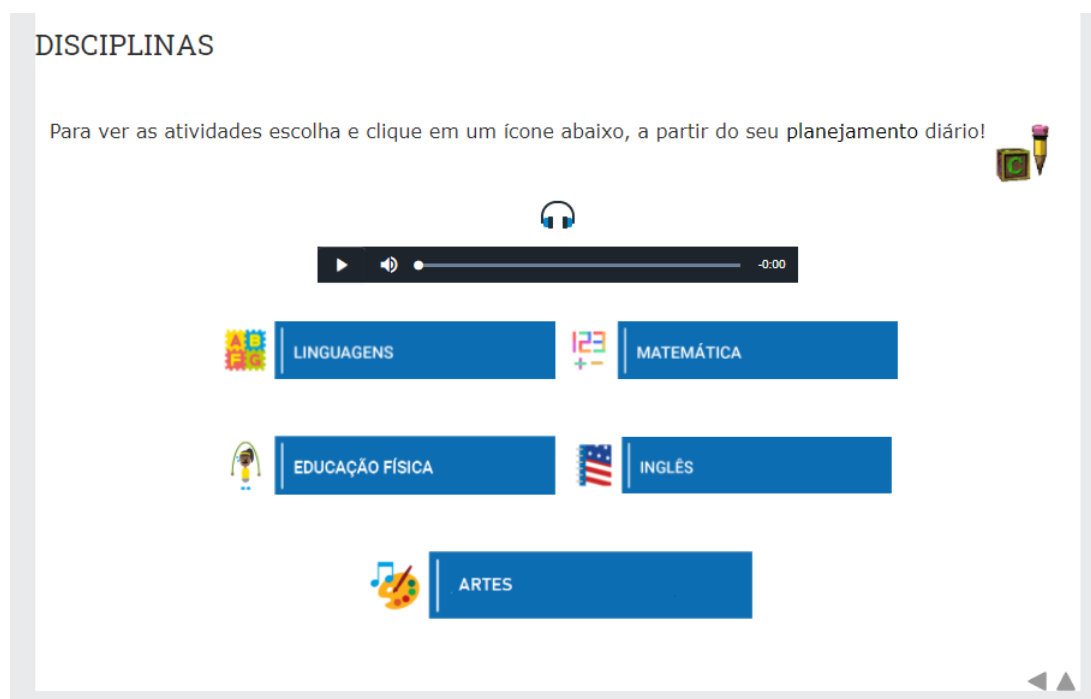 DISCIPLINAS
Para ver as atividades escolha e clique em um ícone abaixo, a partir do seu planejamento diário!
C
-0:00
A B
F G
LINGUAGENS
123
+ −
MATEMÁTICA
EDUCAÇÃO FÍSICA
INGLÊS
ARTES